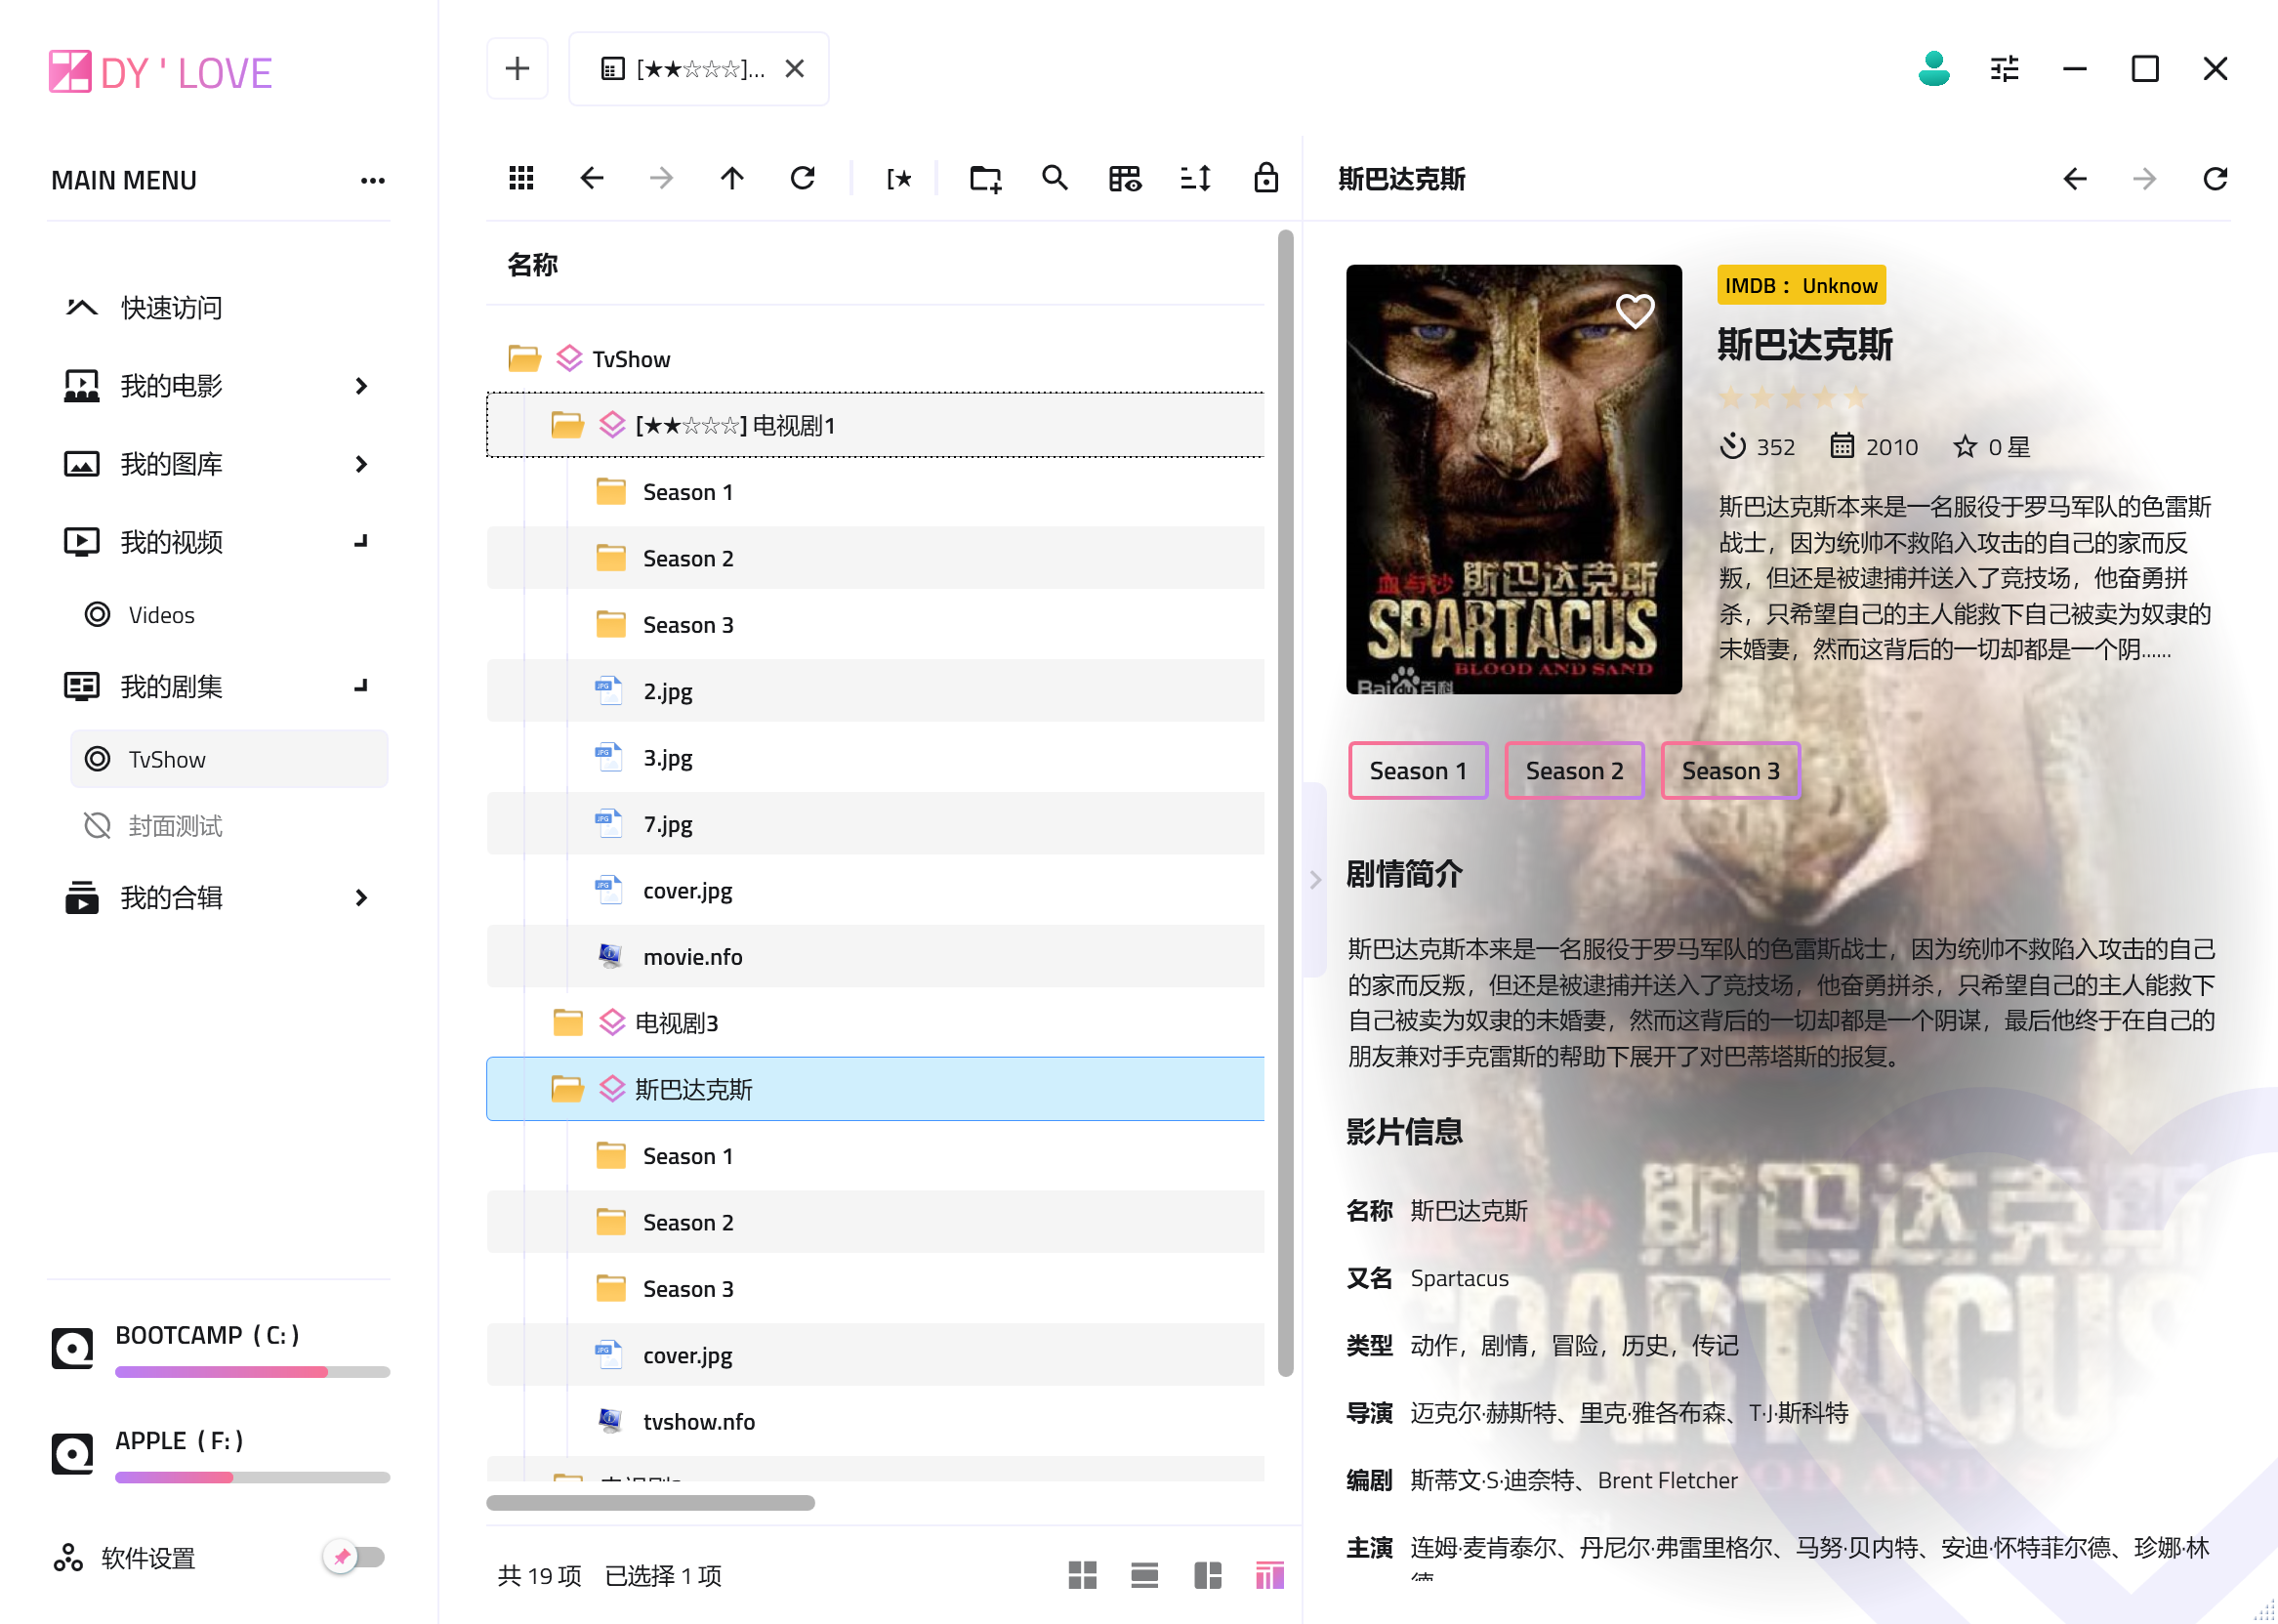 DY ' LOVE
[★★☆☆☆]...
MAIN MENU
[★
斯巴达克斯
快速访问
我的电影
我的图库
我的视频
Videos
我的剧集
TvShow
封面测试
我的合辑
BOOTCAMP ( C: )
APPLE ( F: )
软件设置
名称
TvShow
[★★☆☆☆] 电视剧1
Season 1
Season 2
Season 3
2.jpg
3.jpg
7.jpg
cover.jpg
movie.nfo
电视剧3
斯巴达克斯
Season 1
Season 2
Season 3
cover.jpg
tvshow.nfo
共 19 项 已选择 1 项
血与沙 斯巴达克斯
SPARTACUS
BLOOD AND SAND
Baidu百科
IMDB： Unknow
斯巴达克斯
352 2010 0 星
斯巴达克斯本来是一名服役于罗马军队的色雷斯
战士，因为统帅不救陷入攻击的自己的家而反
叛，但还是被逮捕并送入了竞技场，他奋勇拼
杀，只希望自己的主人能救下自己被卖为奴隶的
未婚妻，然而这背后的一切却都是一个阴......
Season 1 Season 2 Season 3
剧情简介
斯巴达克斯本来是一名服役于罗马军队的色雷斯战士，因为统帅不救陷入攻击的自己
的家而反叛，但还是被逮捕并送入了竞技场，他奋勇拼杀，只希望自己的主人能救下
自己被卖为奴隶的未婚妻，然而这背后的一切却都是一个阴谋，最后他终于在自己的
朋友兼对手克雷斯的帮助下展开了对巴蒂塔斯的报复。
影片信息
名称 斯巴达克斯
又名 Spartacus
类型 动作，剧情，冒险，历史，传记
导演 迈克尔·赫斯特、里克·雅各布森、T·J·斯科特
编剧 斯蒂文·S·迪奈特、Brent Fletcher
主演 连姆·麦肯泰尔、丹尼尔·弗雷里格尔、马努·贝内特、安迪·怀特菲尔德、珍娜·林